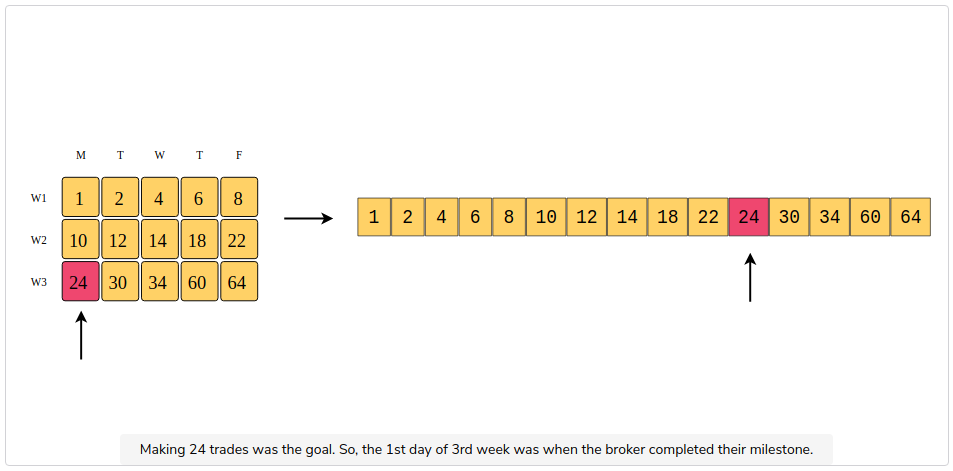 M T W T F
W1 1 2 4 6 8
1 2 4 6 8 10 12 14 18 22 24 30 34 60 64
W2 10 12 14 18 22
W3 24 30 34 60 64
Making 24 trades was the goal. So, the 1st day of 3rd week was when the broker completed their milestone.